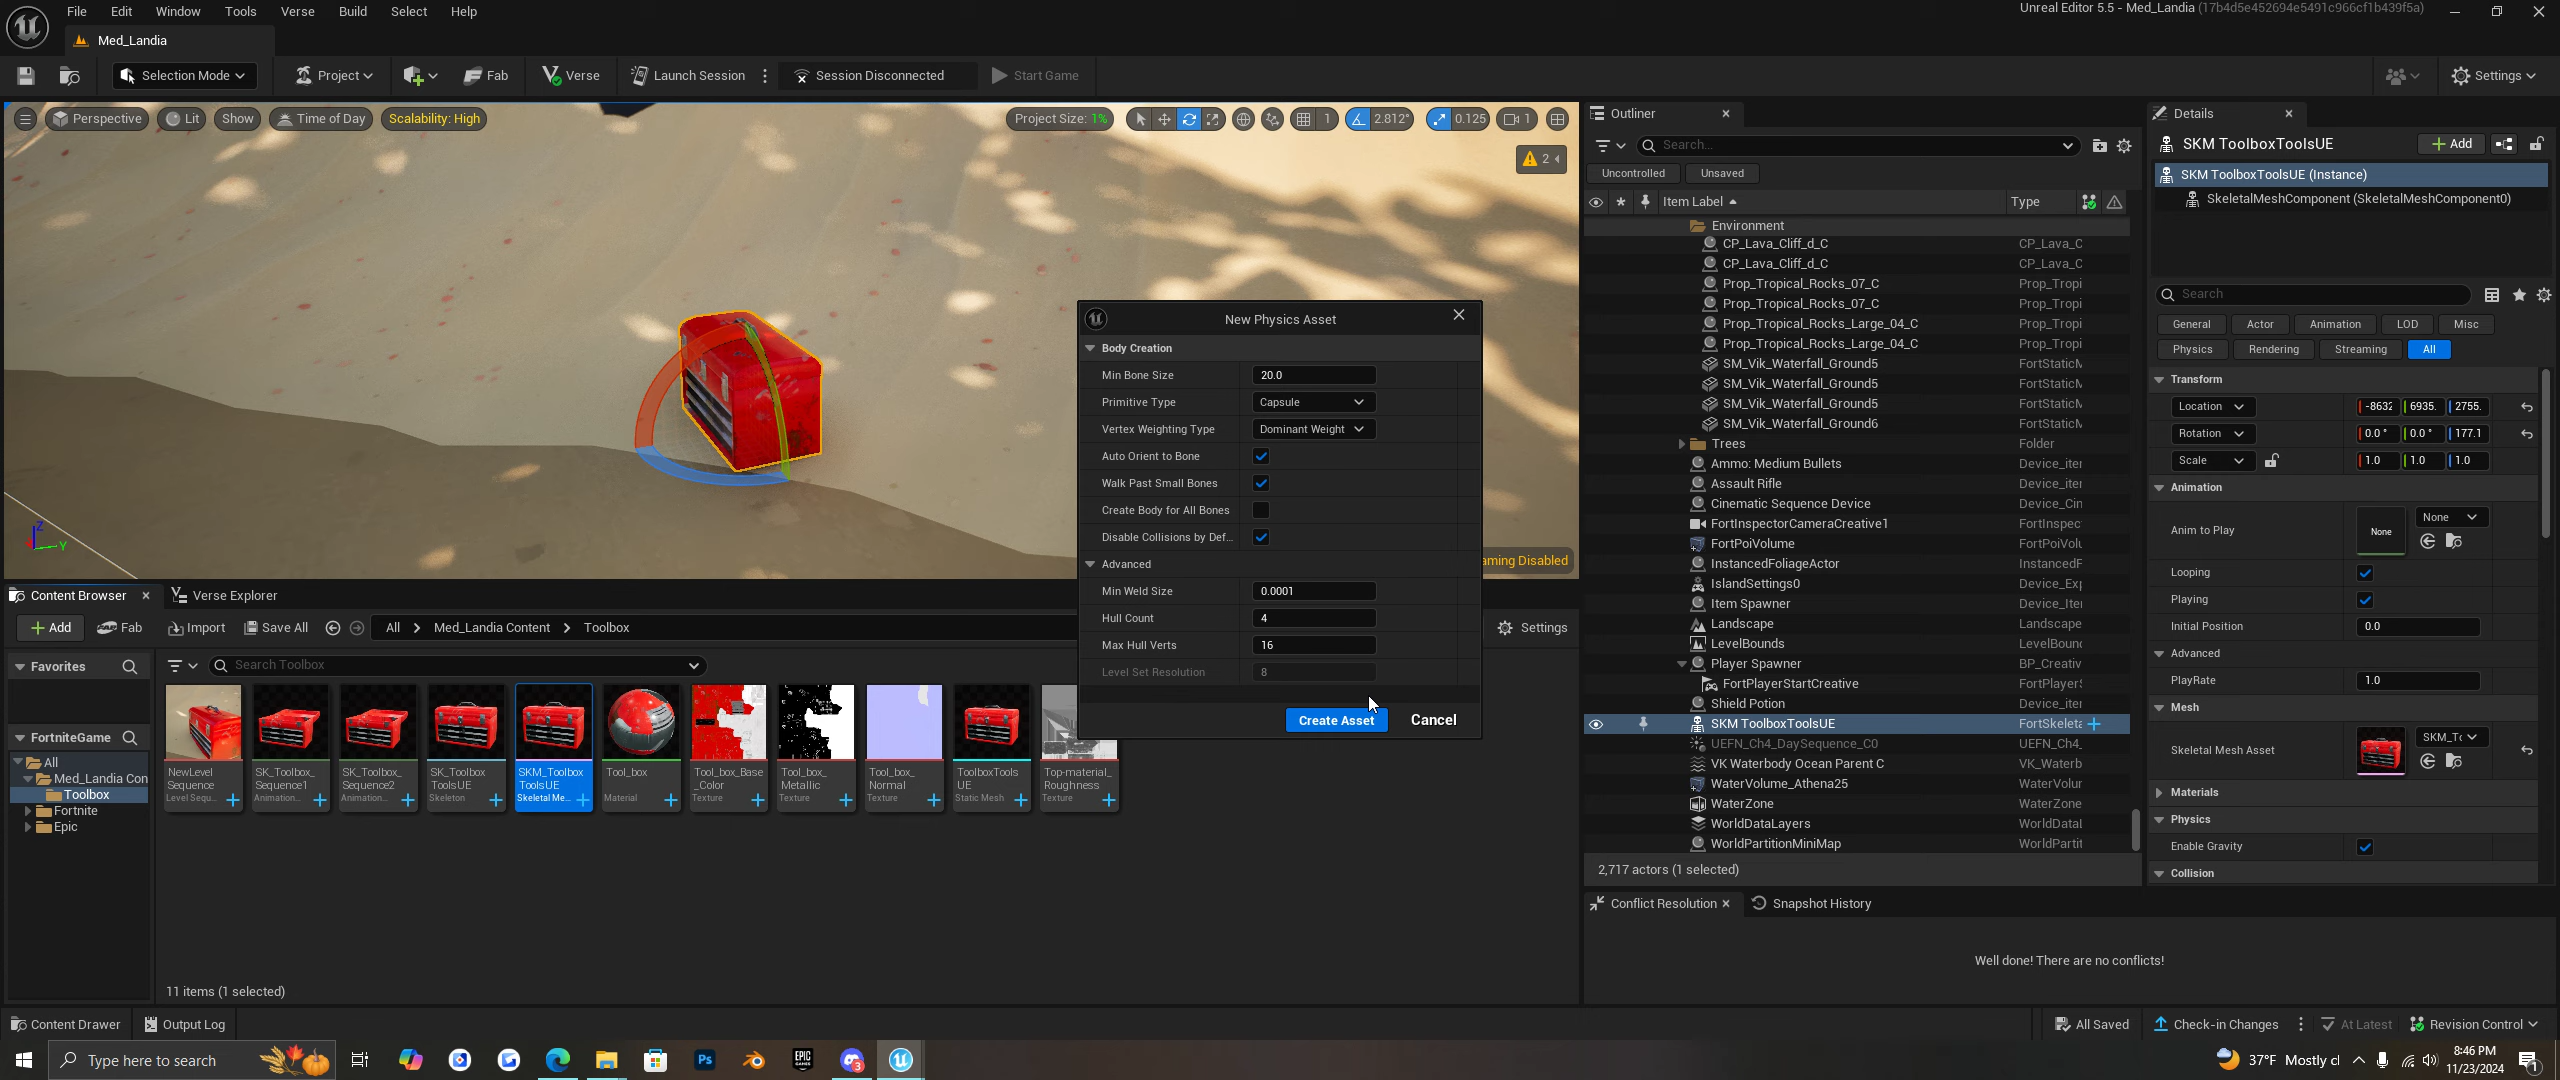 File Edit Window Tools Verse Build Select Help
Unreal Editor 5.5 - Med_Landia (17b4d5e452694e5491c966cf1b439f5a)
Med_Landia
Selection Mode Project Fab Verse Launch Session Session Disconnected Start Game Settings
Perspective Lit Show Time of Day Scalability: High
Project Size: 1% 1 2.812° 0.125 1
2
Z
Y
aming Disabled
New Physics Asset
Body Creation
Min Bone Size 20.0
Primitive Type Capsule
Vertex Weighting Type Dominant Weight
Auto Orient to Bone
Walk Past Small Bones
Create Body for All Bones
Disable Collisions by Def...
Advanced
Min Weld Size 0.0001
Hull Count 4
Max Hull Verts 16
Level Set Resolution 8
Create Asset Cancel
Content Browser Verse Explorer
Add Fab Import Save All All Med_Landia Content Toolbox Settings
Favorites
Search Toolbox
FortniteGame
All
Med_Landia Con
Toolbox
Fortnite
Epic
NewLevel
Sequence
Level Sequ...
SK_Toolbox_
Sequence1
Animation...
SK_Toolbox_
Sequence2
Animation...
SK_Toolbox
ToolsUE
Skeleton
SKM_Toolbox
ToolsUE
Skeletal Me...
Tool_box
Material
Tool_box_Base
_Color
Texture
Tool_box_
Metallic
Texture
Tool_box_
Normal
Texture
ToolboxTools
UE
Static Mesh
Top-material_
Roughness
Texture
11 items (1 selected)
Outliner
Search...
Uncontrolled Unsaved
Item Label Type
Environment
CP_Lava_Cliff_d_C CP_Lava_C
CP_Lava_Cliff_d_C CP_Lava_C
Prop_Tropical_Rocks_07_C Prop_Tropi
Prop_Tropical_Rocks_07_C Prop_Tropi
Prop_Tropical_Rocks_Large_04_C Prop_Tropi
Prop_Tropical_Rocks_Large_04_C Prop_Tropi
SM_Vik_Waterfall_Ground5 FortStaticM
SM_Vik_Waterfall_Ground5 FortStaticM
SM_Vik_Waterfall_Ground5 FortStaticM
SM_Vik_Waterfall_Ground6 FortStaticM
Trees Folder
Ammo: Medium Bullets Device_iter
Assault Rifle Device_iter
Cinematic Sequence Device Device_Cin
FortInspectorCameraCreative1 FortInspec
FortPoiVolume FortPoiVolu
InstancedFoliageActor InstancedF
IslandSettings0 Device_Exp
Item Spawner Device_Iter
Landscape Landscape
LevelBounds LevelBound
Player Spawner BP_Creativ
FortPlayerStartCreative FortPlayerS
Shield Potion Device_iter
SKM ToolboxToolsUE FortSkeleta
UEFN_Ch4_DaySequence_C0 UEFN_Ch4_
VK Waterbody Ocean Parent C VK_Waterb
WaterVolume_Athena25 WaterVolur
WaterZone WaterZone
WorldDataLayers WorldDataL
WorldPartitionMiniMap WorldPartit
2,717 actors (1 selected)
Conflict Resolution Snapshot History
Well done! There are no conflicts!
Details
SKM ToolboxToolsUE Add
SKM ToolboxToolsUE (Instance)
SkeletalMeshComponent (SkeletalMeshComponent0)
Search
General Actor Animation LOD Misc
Physics Rendering Streaming All
Transform
Location -8632 6935. 2755.
Rotation 0.0° 0.0° 177.1
Scale 1.0 1.0 1.0
Animation
Anim to Play None None
Looping
Playing
Initial Position 0.0
Advanced
PlayRate 1.0
Mesh
Skeletal Mesh Asset SKM_To
Materials
Physics
Enable Gravity
Collision
Content Drawer Output Log All Saved Check-in Changes At Latest Revision Control
Type here to search
Ps
EPIC
GAMES
3
37°F Mostly cl
8:46 PM
11/23/2024
1